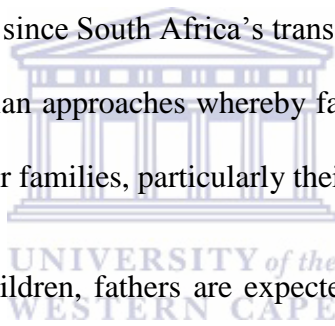 since South Africa's trans
an approaches whereby fa
r families, particularly thei
UNIVERSITY of the
ildren, fathers are expecte
WESTERN CAPE